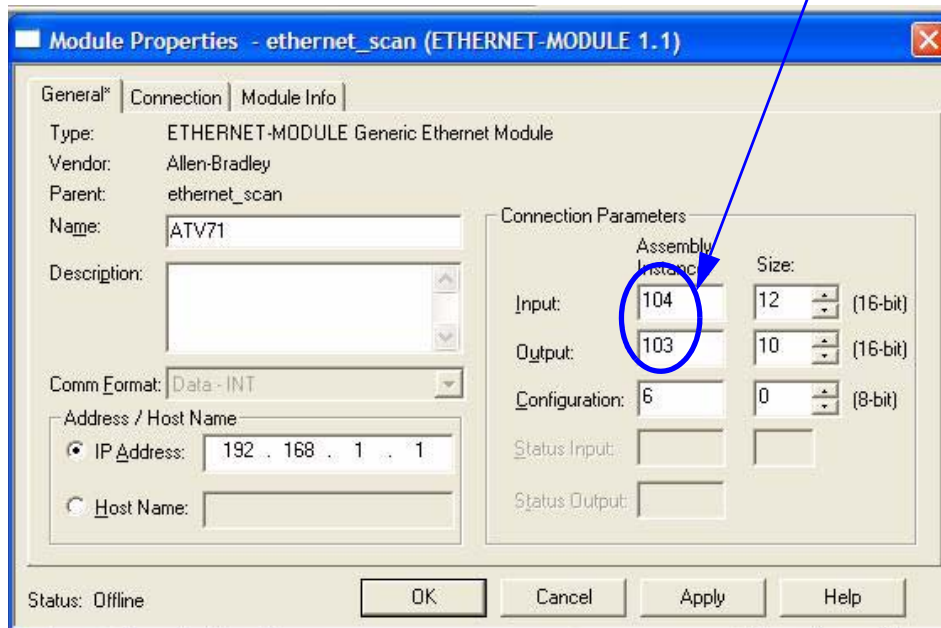 Module Properties - ethernet_scan (ETHERNET-MODULE 1.1)
General* Connection Module Info
Type: ETHERNET-MODULE Generic Ethernet Module
Vendor: Allen-Bradley
Parent: ethernet_scan
Name: ATV71
Description:
Comm Format: Data - INT
Address / Host Name
IP Address: 192 . 168 . 1 . 1
Host Name:
Connection Parameters
Assembly
Instance Size:
Input: 104 12 (16-bit)
Output: 103 10 (16-bit)
Configuration: 6 0 (8-bit)
Status Input:
Status Output:
Status: Offline
OK Cancel Apply Help